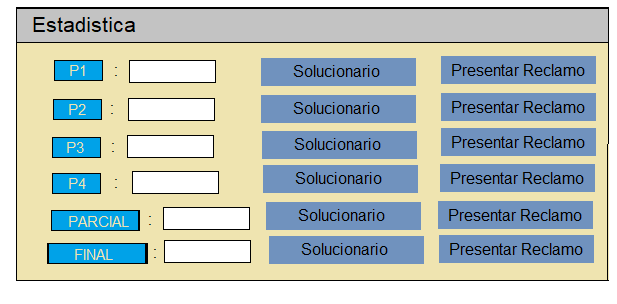 Estadistica
P1 : Solucionario Presentar Reclamo
P2 : Solucionario Presentar Reclamo
P3 : Solucionario Presentar Reclamo
P4 : Solucionario Presentar Reclamo
PARCIAL : Solucionario Presentar Reclamo
FINAL : Solucionario Presentar Reclamo